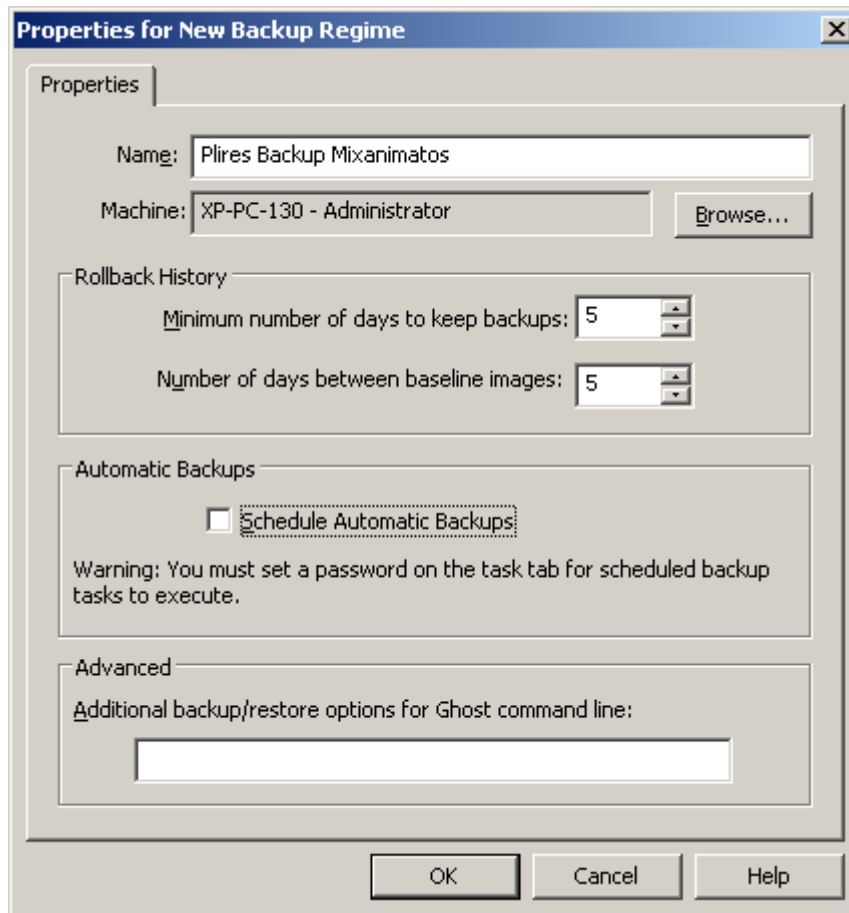 Properties for New Backup Regime
Properties
Name: Plires Backup Mixanimatos
Machine: XP-PC-130 - Administrator Browse...
Rollback History
Minimum number of days to keep backups: 5
Number of days between baseline images: 5
Automatic Backups
Schedule Automatic Backups
Warning: You must set a password on the task tab for scheduled backup
tasks to execute.
Advanced
Additional backup/restore options for Ghost command line:
OK Cancel Help